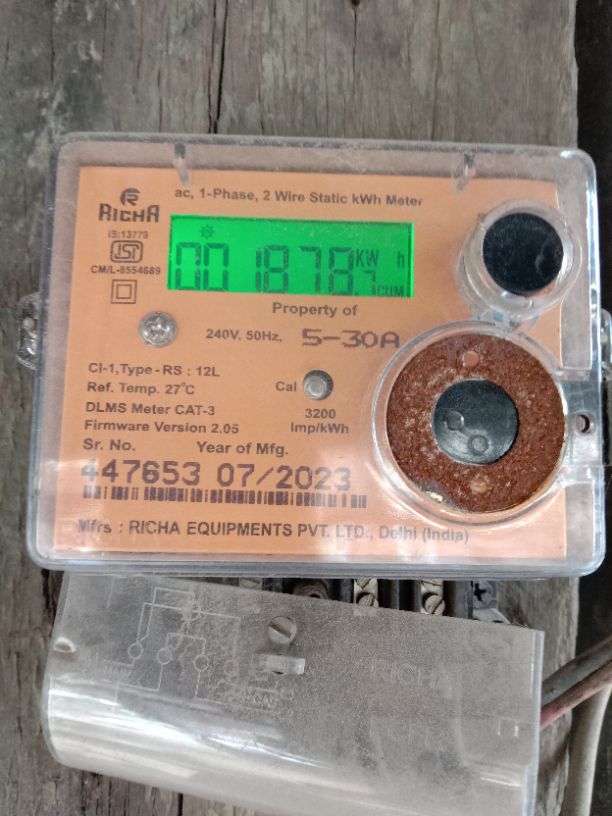 ac, 1-Phase, 2 Wire Static kWh Meter
RICHA
IS:13779
CM/L-8554689
001878.7 KW h
CUM
Property of
240V, 50Hz, 5-30A
Cl-1, Type - RS : 12L
Ref. Temp. 27°C
Cal
DLMS Meter CAT-3
3200
Firmware Version 2.05
Imp/kWh
Sr. No. Year of Mfg.
447653 07/2023
Mfrs : RICHA EQUIPMENTS PVT. LTD., Delhi (India)